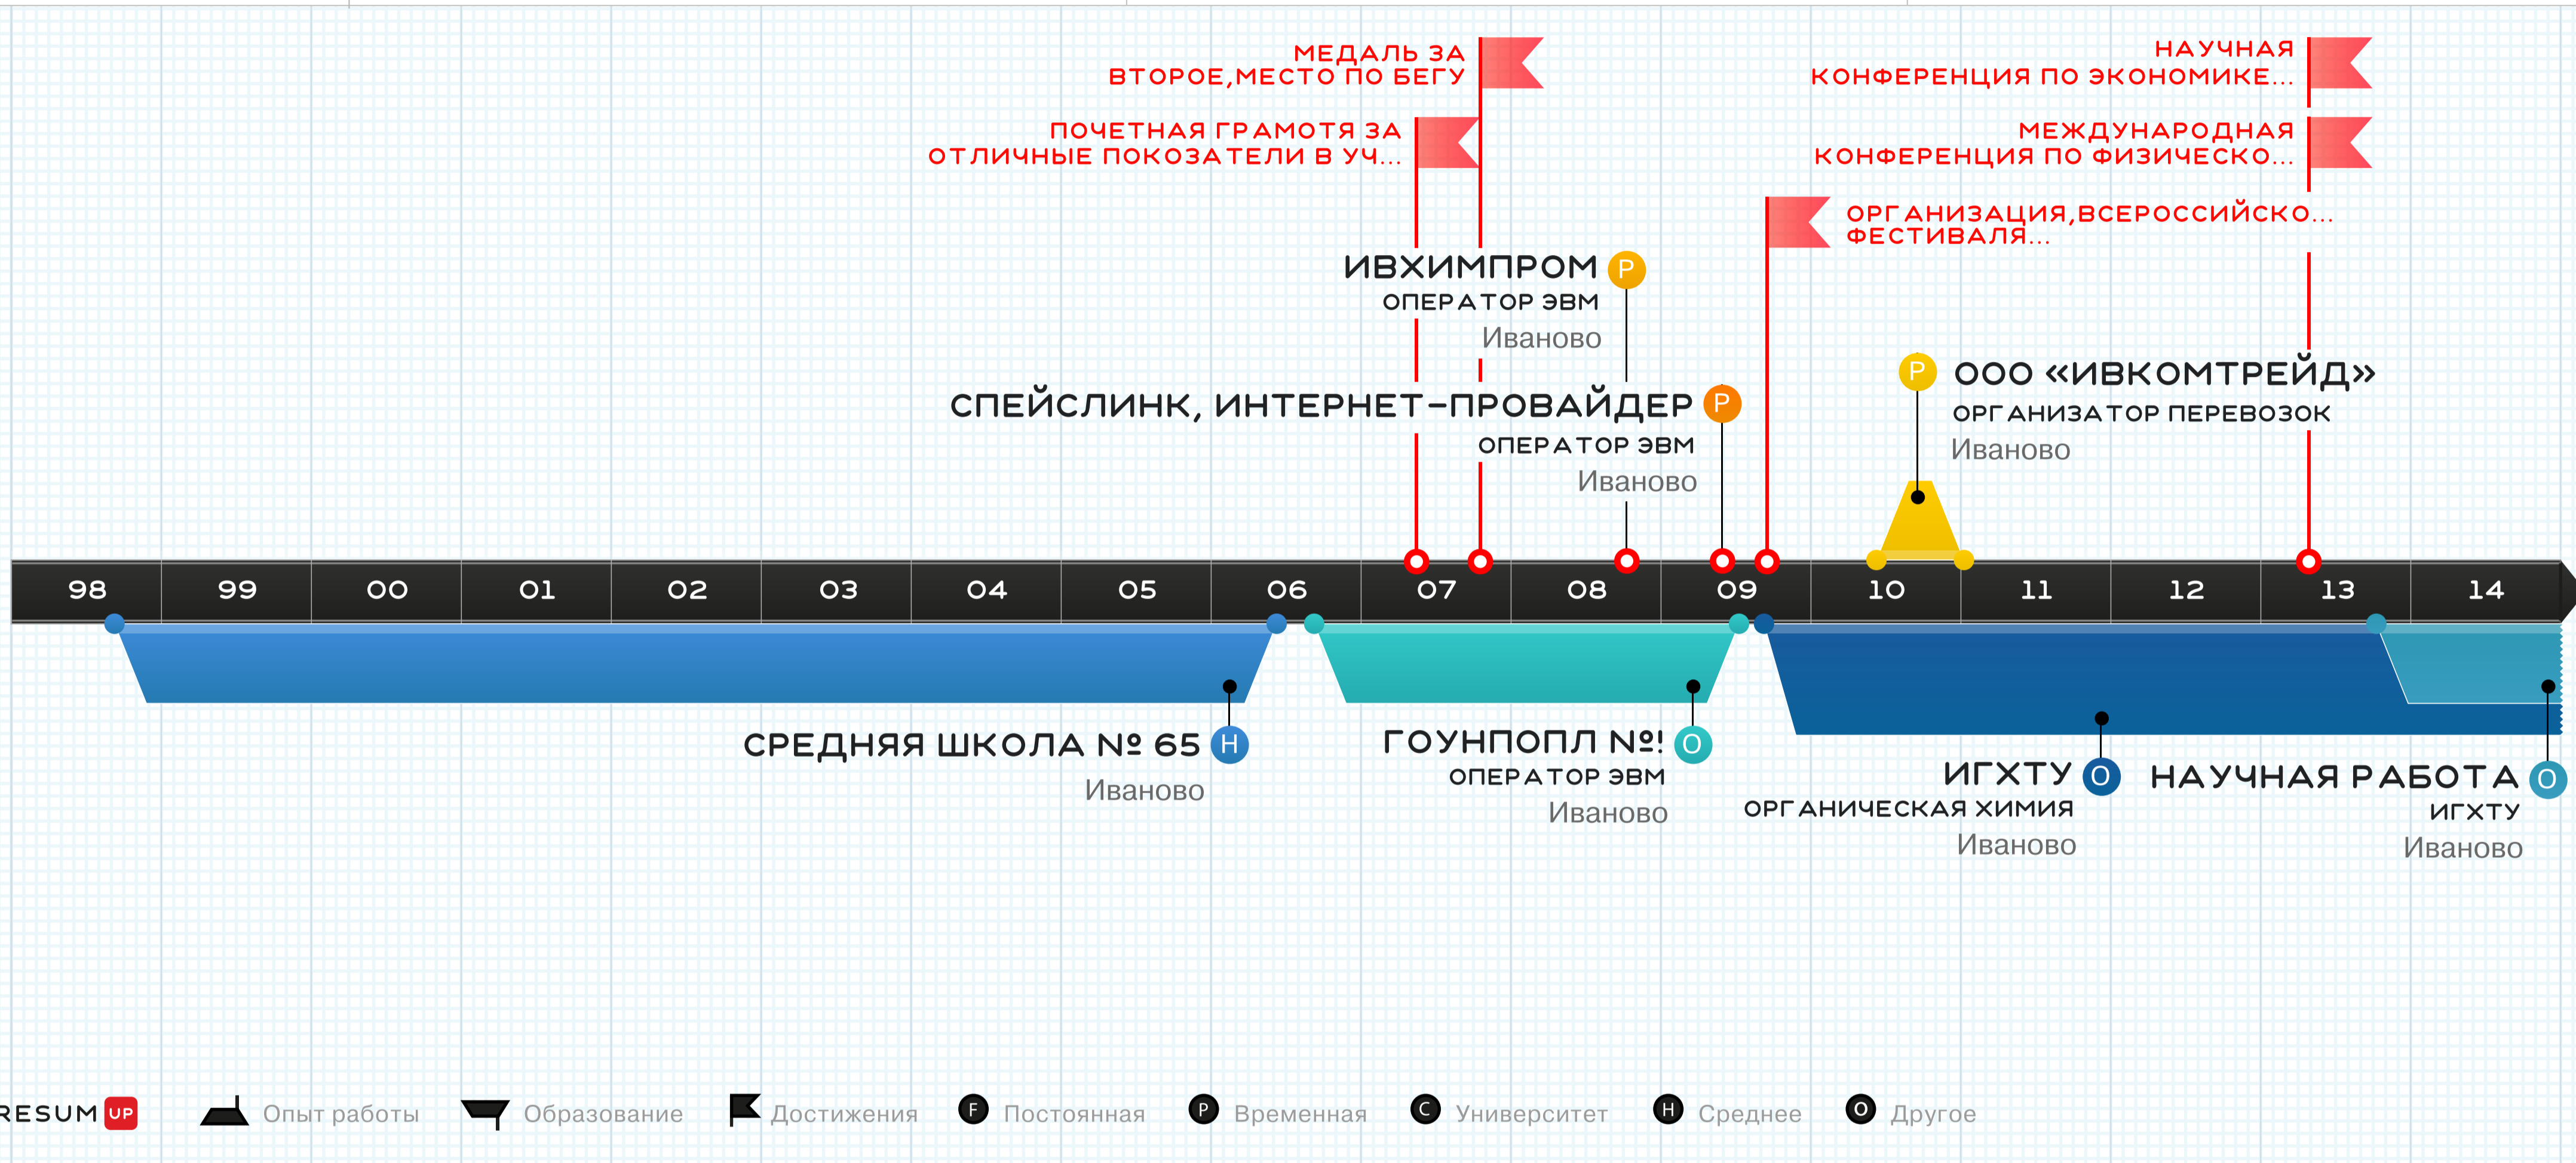 МЕДАЛЬ ЗА
ВТОРОЕ,МЕСТО ПО БЕГУ
НАУЧНАЯ
КОНФЕРЕНЦИЯ ПО ЭКОНОМИКЕ...
ПОЧЕТНАЯ ГРАМОТЯ ЗА
ОТЛИЧНЫЕ ПОКОЗАТЕЛИ В УЧ...
МЕЖДУНАРОДНАЯ
КОНФЕРЕНЦИЯ ПО ФИЗИЧЕСКО...
ОРГАНИЗАЦИЯ,ВСЕРОССИЙСКО...
ФЕСТИВАЛЯ...
ИВХИМПРОМ P
ОПЕРАТОР ЭВМ
Иваново
СПЕЙСЛИНК, ИНТЕРНЕТ-ПРОВАЙДЕР P
ОПЕРАТОР ЭВМ
Иваново
P ООО «ИВКОМТРЕЙД»
ОРГАНИЗАТОР ПЕРЕВОЗОК
Иваново
98 99 00 01 02 03 04 05 06 07 08 09 10 11 12 13 14
СРЕДНЯЯ ШКОЛА № 65 H
Иваново
ГОУНПОПЛ №! O
ОПЕРАТОР ЭВМ
Иваново
ИГХТУ O
ОРГАНИЧЕСКАЯ ХИМИЯ
Иваново
НАУЧНАЯ РАБОТА O
ИГХТУ
Иваново
RESUM UP Опыт работы Образование Достижения F Постоянная P Временная C Университет H Среднее O Другое